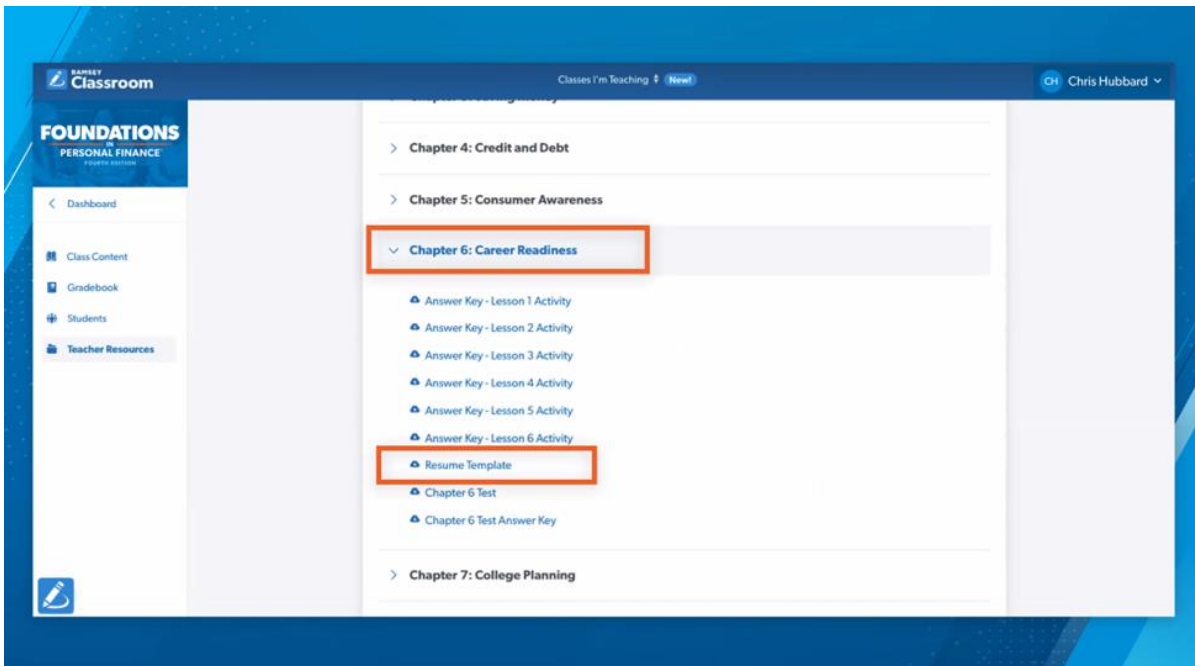 RAMSEY
Classroom
Classes I'm Teaching New!
CH Chris Hubbard
FOUNDATIONS
IN
PERSONAL FINANCE
FOURTH EDITION
Dashboard
Class Content
Gradebook
Students
Teacher Resources
Chapter 4: Credit and Debt
Chapter 5: Consumer Awareness
Chapter 6: Career Readiness
Answer Key - Lesson 1 Activity
Answer Key - Lesson 2 Activity
Answer Key - Lesson 3 Activity
Answer Key - Lesson 4 Activity
Answer Key - Lesson 5 Activity
Answer Key - Lesson 6 Activity
Resume Template
Chapter 6 Test
Chapter 6 Test Answer Key
Chapter 7: College Planning